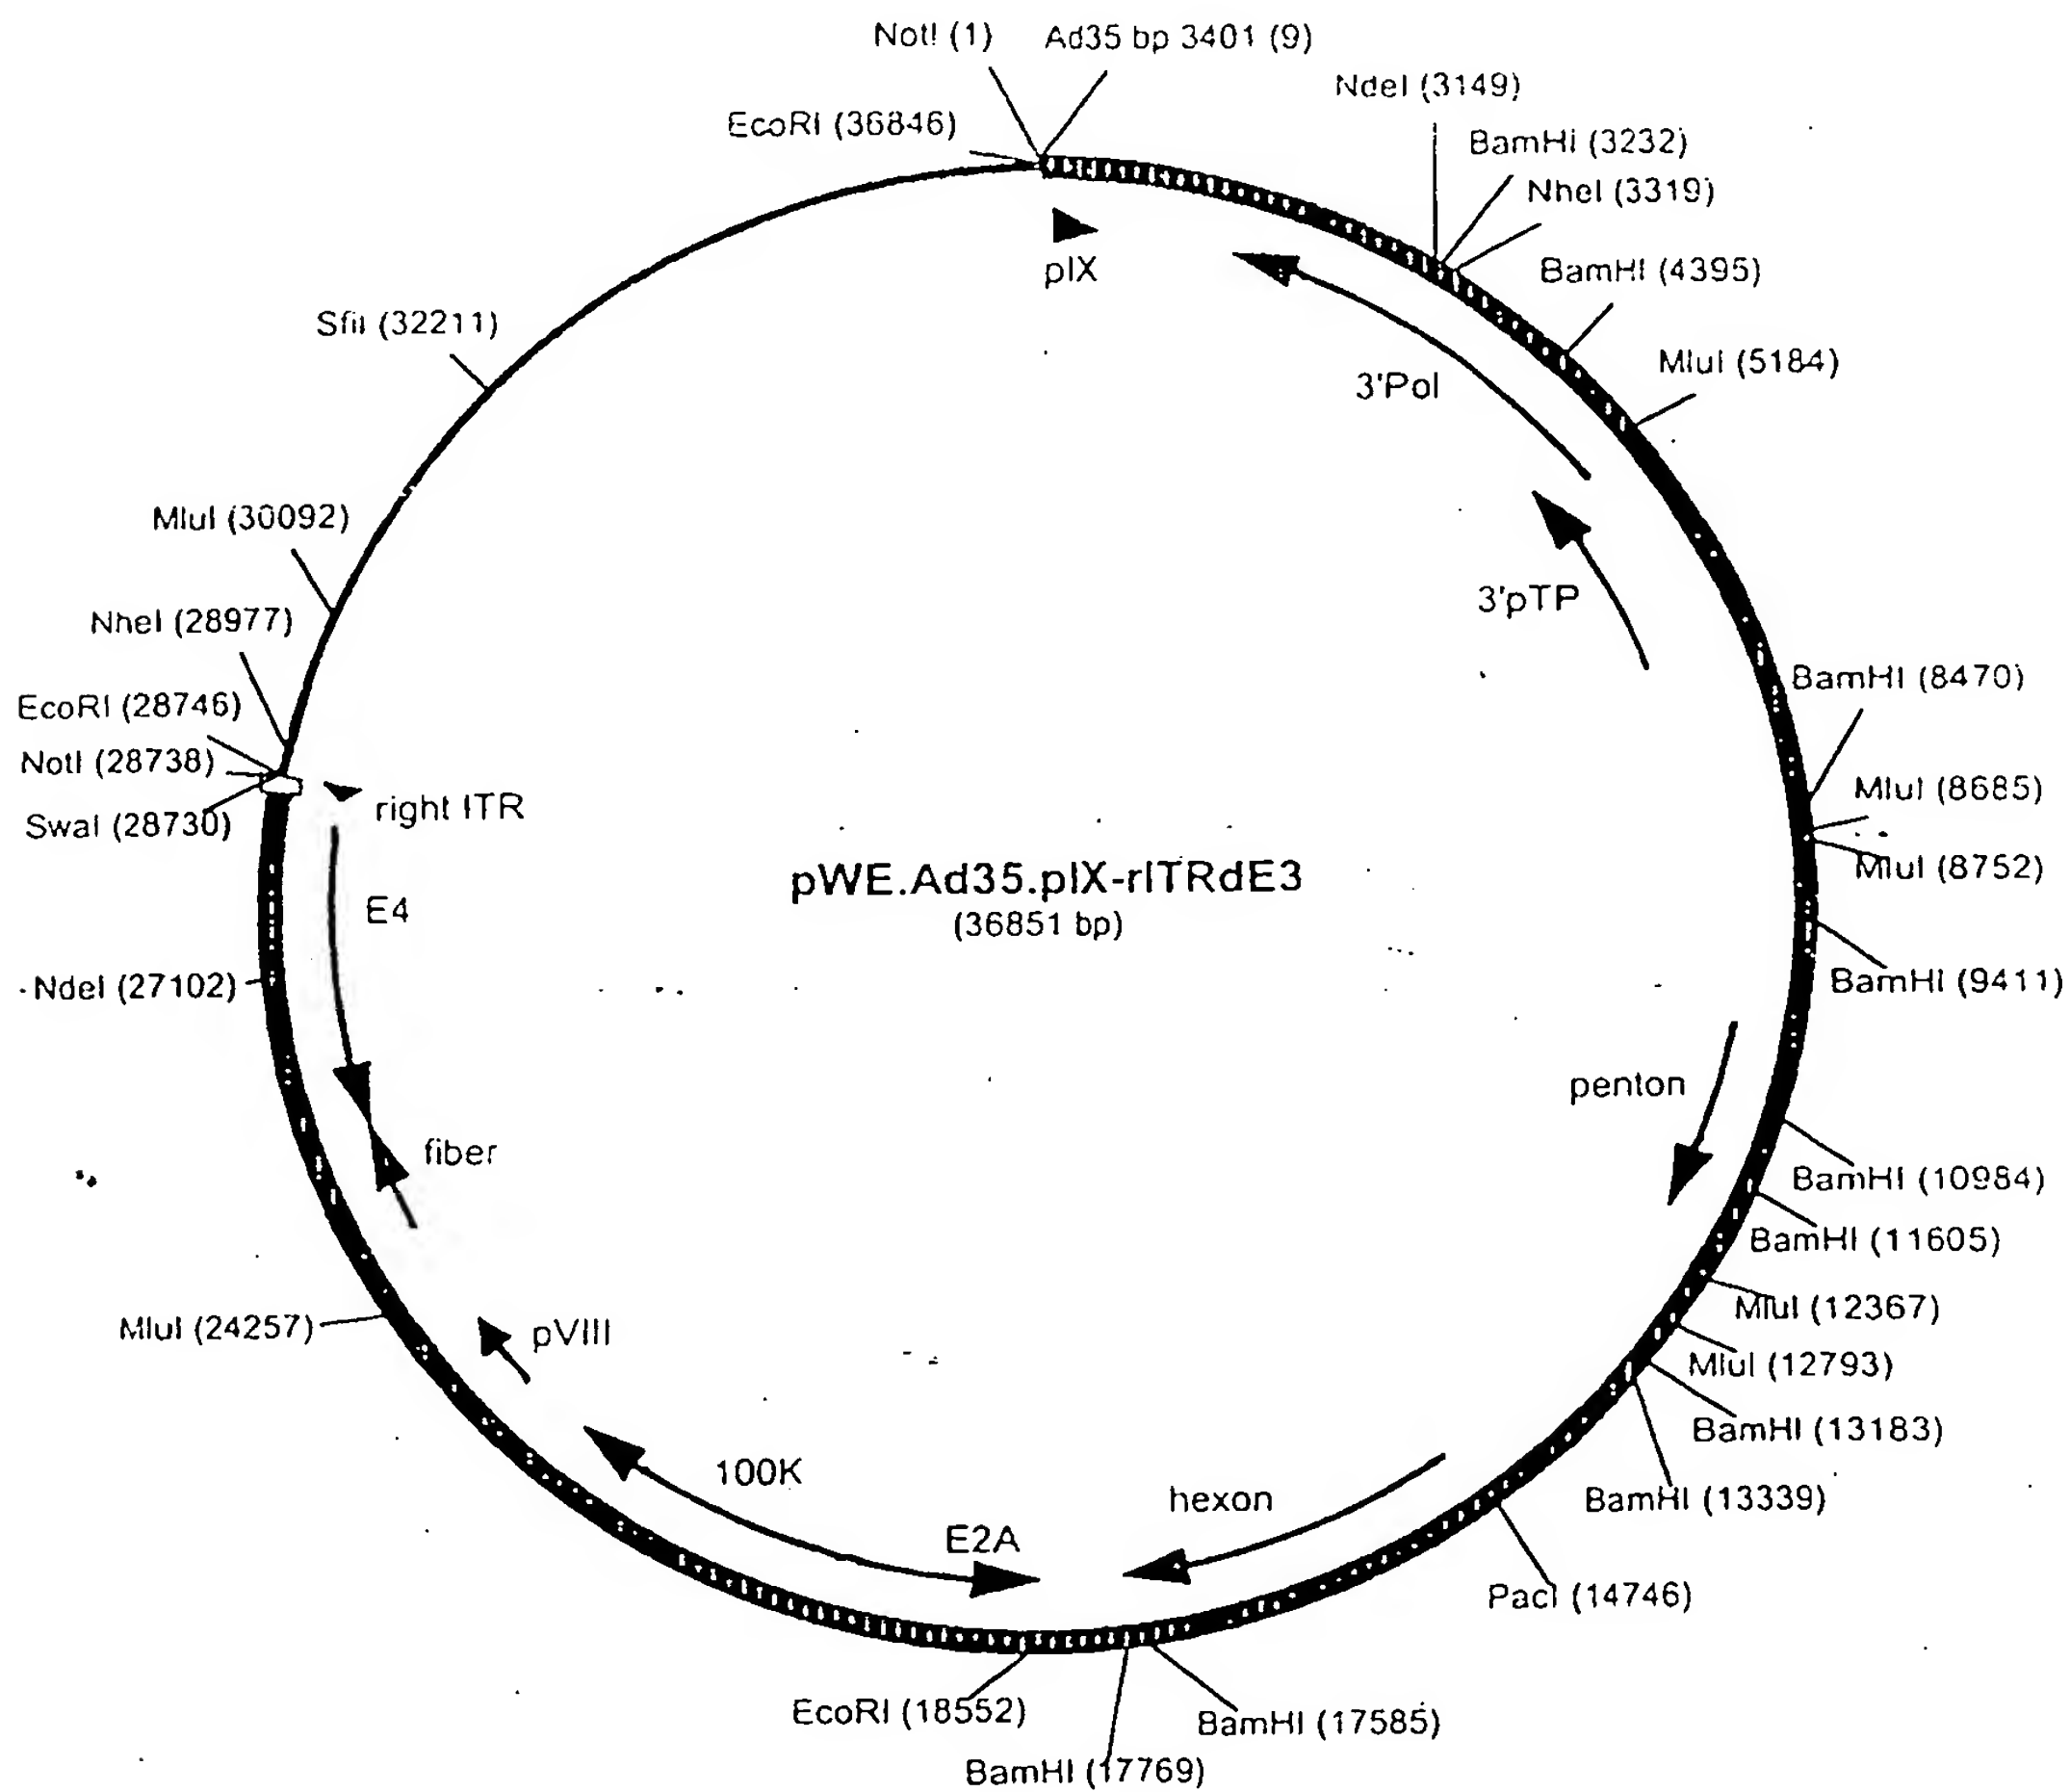 NotI (1)
Ad35 bp 3401 (9)
NdeI (3149)
EcoRI (36846)
BamHI (3232)
NheI (3319)
pIX
BamHI (4395)
SfiI (32211)
MluI (5184)
3'Pol
MluI (30092)
3'pTP
NheI (28977)
BamHI (8470)
EcoRI (28746)
NotI (28738)
right ITR
MluI (8685)
SwaI (28730)
MluI (8752)
pWE.Ad35.pIX-rITRdE3
(36851 bp)
E4
NdeI (27102)
BamHI (9411)
penton
fiber
BamHI (10984)
BamHI (11605)
MluI (12367)
MluI (24257)
pVIII
MluI (12793)
BamHI (13183)
100K
hexon
BamHI (13339)
E2A
PacI (14746)
EcoRI (18552)
BamHI (17585)
BamHI (17769)